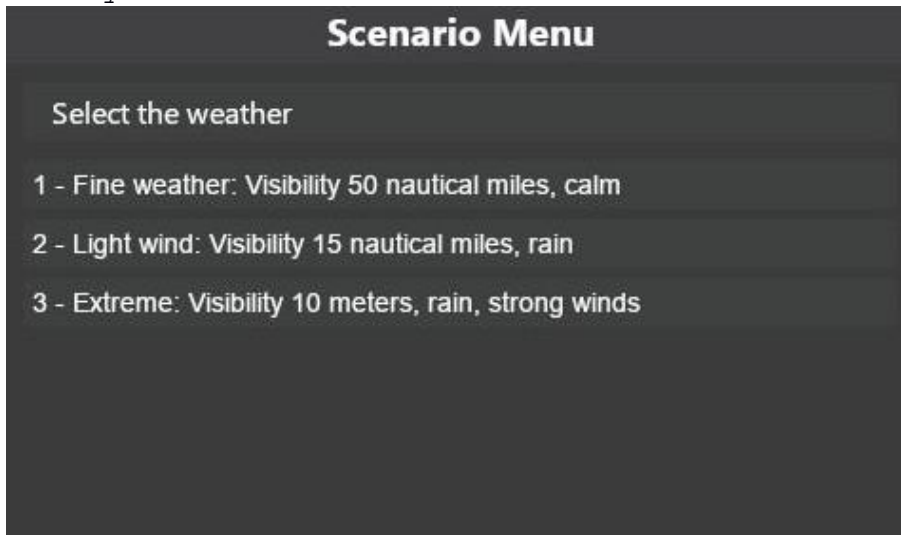 Scenario Menu
Select the weather
1 - Fine weather: Visibility 50 nautical miles, calm
2 - Light wind: Visibility 15 nautical miles, rain
3 - Extreme: Visibility 10 meters, rain, strong winds